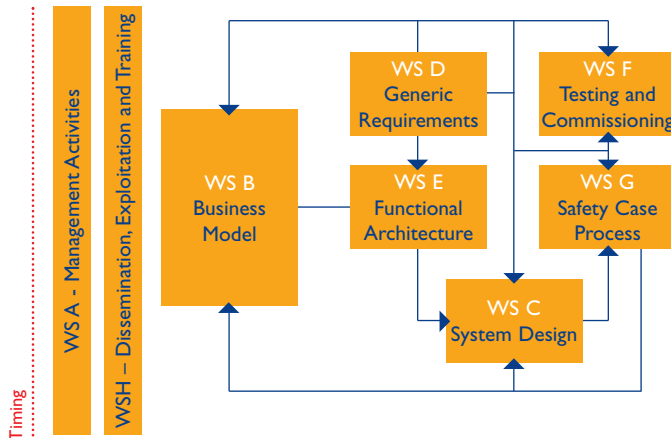 Timing
WS A - Management Activities
WSH – Dissemination, Exploitation and Training
WS B
Business
Model
WS D
Generic
Requirements
WS E
Functional
Architecture
WS F
Testing and
Commissioning
WS G
Safety Case
Process
WS C
System Design